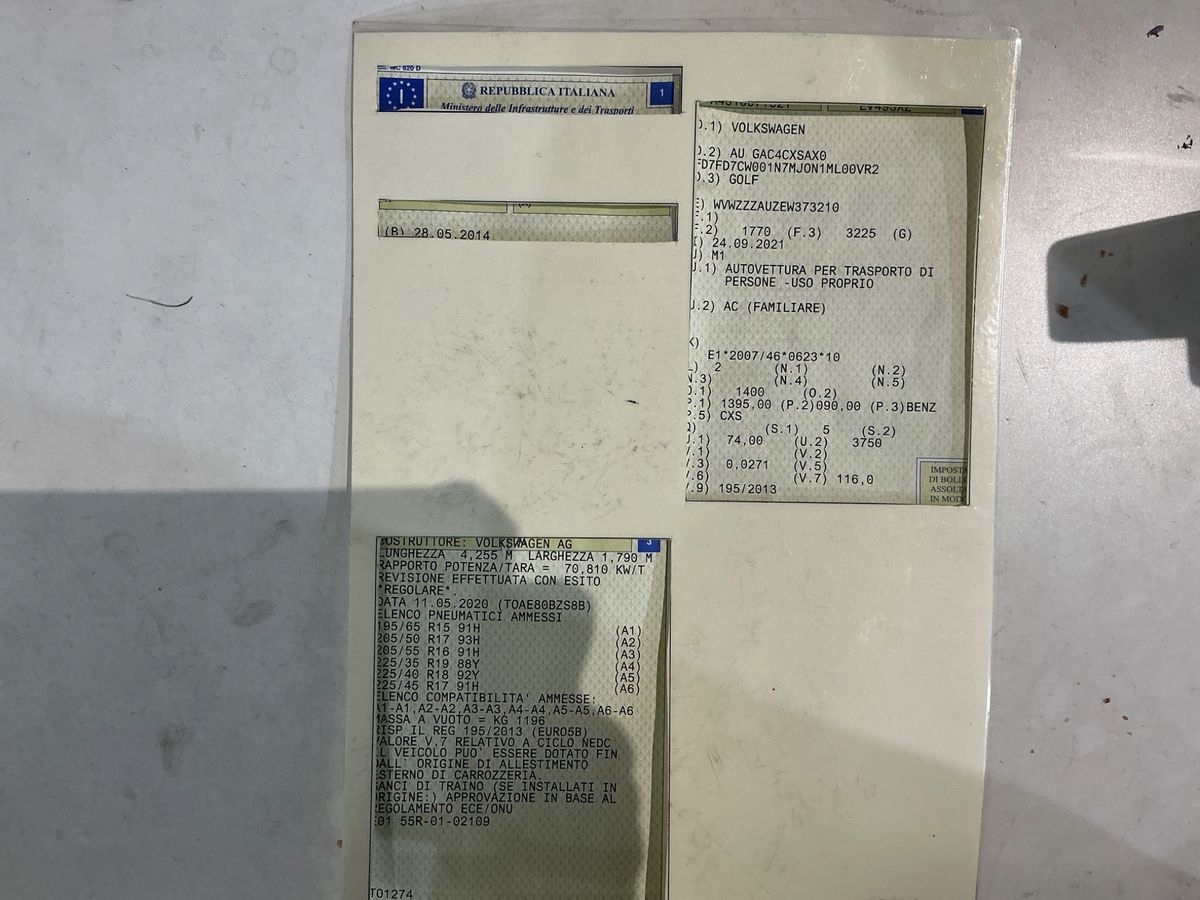 MC 820 D
REPUBBLICA ITALIANA
1
Ministero delle Infrastrutture e dei Trasporti
(B) 28.05.2014
.1) VOLKSWAGEN
.2) AU GAC4CXSAX0
FD7FD7CW001N7MJON1ML00VR2
.3) GOLF
) WVWZZZAUZEW373210
.1)
.2) 1770 (F.3) 3225 (G)
) 24.09.2021
) M1
.1) AUTOVETTURA PER TRASPORTO DI
PERSONE -USO PROPRIO
.2) AC (FAMILIARE)
)
E1*2007/46*0623*10
) 2 (N.1) (N.2)
N.3) (N.4) (N.5)
.1) 1400 (O.2)
.1) 1395,00 (P.2)090,00 (P.3)BENZ
.5) CXS
) (S.1) 5 (S.2)
.1) 74,00 (U.2) 3750
.1) (V.2)
.3) 0,0271 (V.5)
.6) (V.7) 116,0
.9) 195/2013
IMPOSTA
DI BOLLO
ASSOLTA
IN MODO
3
OSTRUTTORE: VOLKSWAGEN AG
LUNGHEZZA 4,255 M LARGHEZZA 1,790 M
RAPPORTO POTENZA/TARA = 70,810 KW/T
REVISIONE EFFETTUATA CON ESITO
*REGOLARE*.
DATA 11.05.2020 (TOAE80BZS8B)
ELENCO PNEUMATICI AMMESSI
195/65 R15 91H (A1)
205/50 R17 93H (A2)
205/55 R16 91H (A3)
225/35 R19 88Y (A4)
225/40 R18 92Y (A5)
225/45 R17 91H (A6)
ELENCO COMPATIBILITA' AMMESSE:
A1-A1,A2-A2,A3-A3,A4-A4,A5-A5,A6-A6
MASSA A VUOTO = KG 1196
RISP IL REG 195/2013 (EURO5B)
VALORE V.7 RELATIVO A CICLO NEDC
IL VEICOLO PUO' ESSERE DOTATO FIN
DALL' ORIGINE DI ALLESTIMENTO
ESTERNO DI CARROZZERIA.
GANCI DI TRAINO (SE INSTALLATI IN
ORIGINE:) APPROVAZIONE IN BASE AL
REGOLAMENTO ECE/ONU
E01 55R-01-02109
TO1274